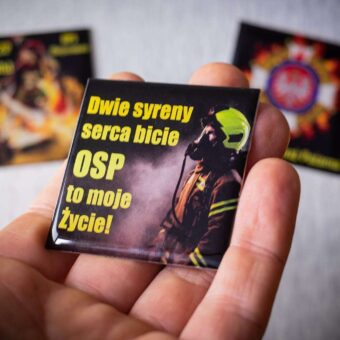 Dwie syreny
serca bicie
OSP
to moje
Życie!